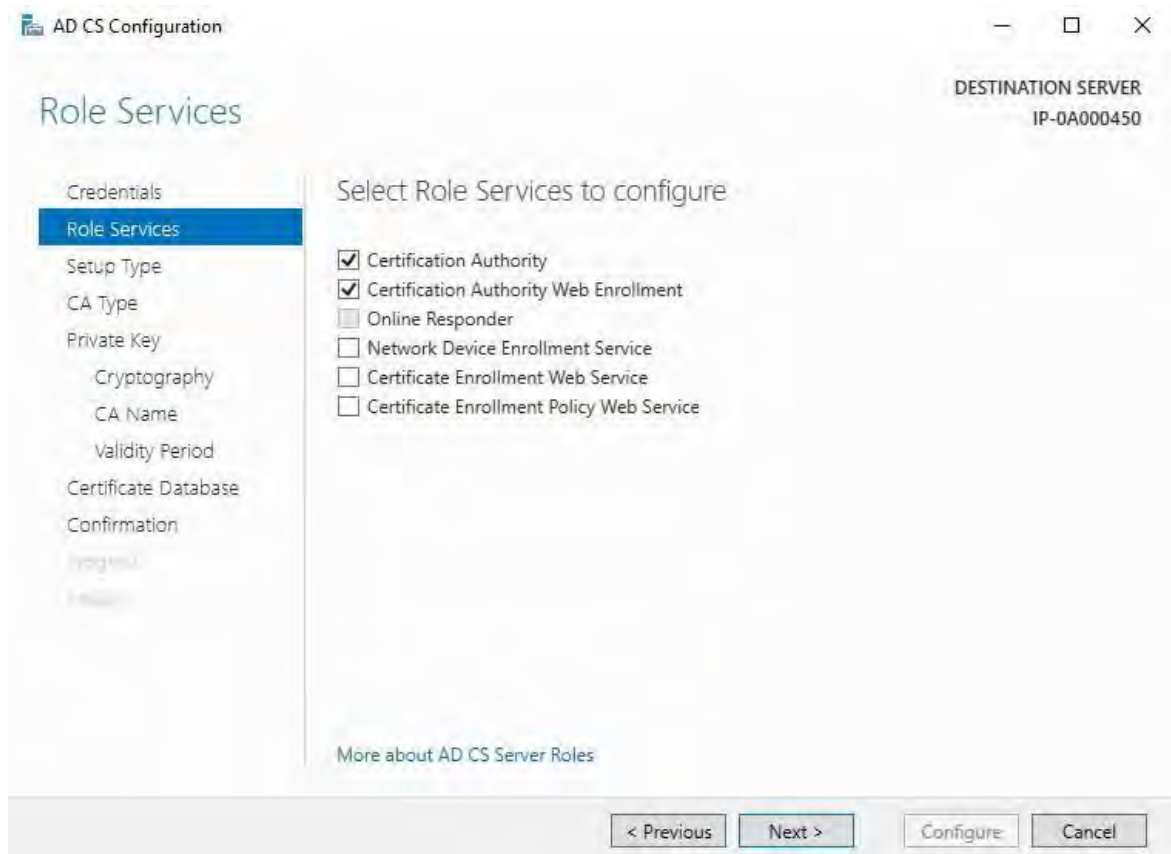 AD CS Configuration
DESTINATION SERVER
IP-0A000450
Role Services
Credentials
Role Services
Setup Type
CA Type
Private Key
Cryptography
CA Name
Validity Period
Certificate Database
Confirmation
Select Role Services to configure
Certification Authority
Certification Authority Web Enrollment
Online Responder
Network Device Enrollment Service
Certificate Enrollment Web Service
Certificate Enrollment Policy Web Service
More about AD CS Server Roles
< Previous
Next >
Configure
Cancel